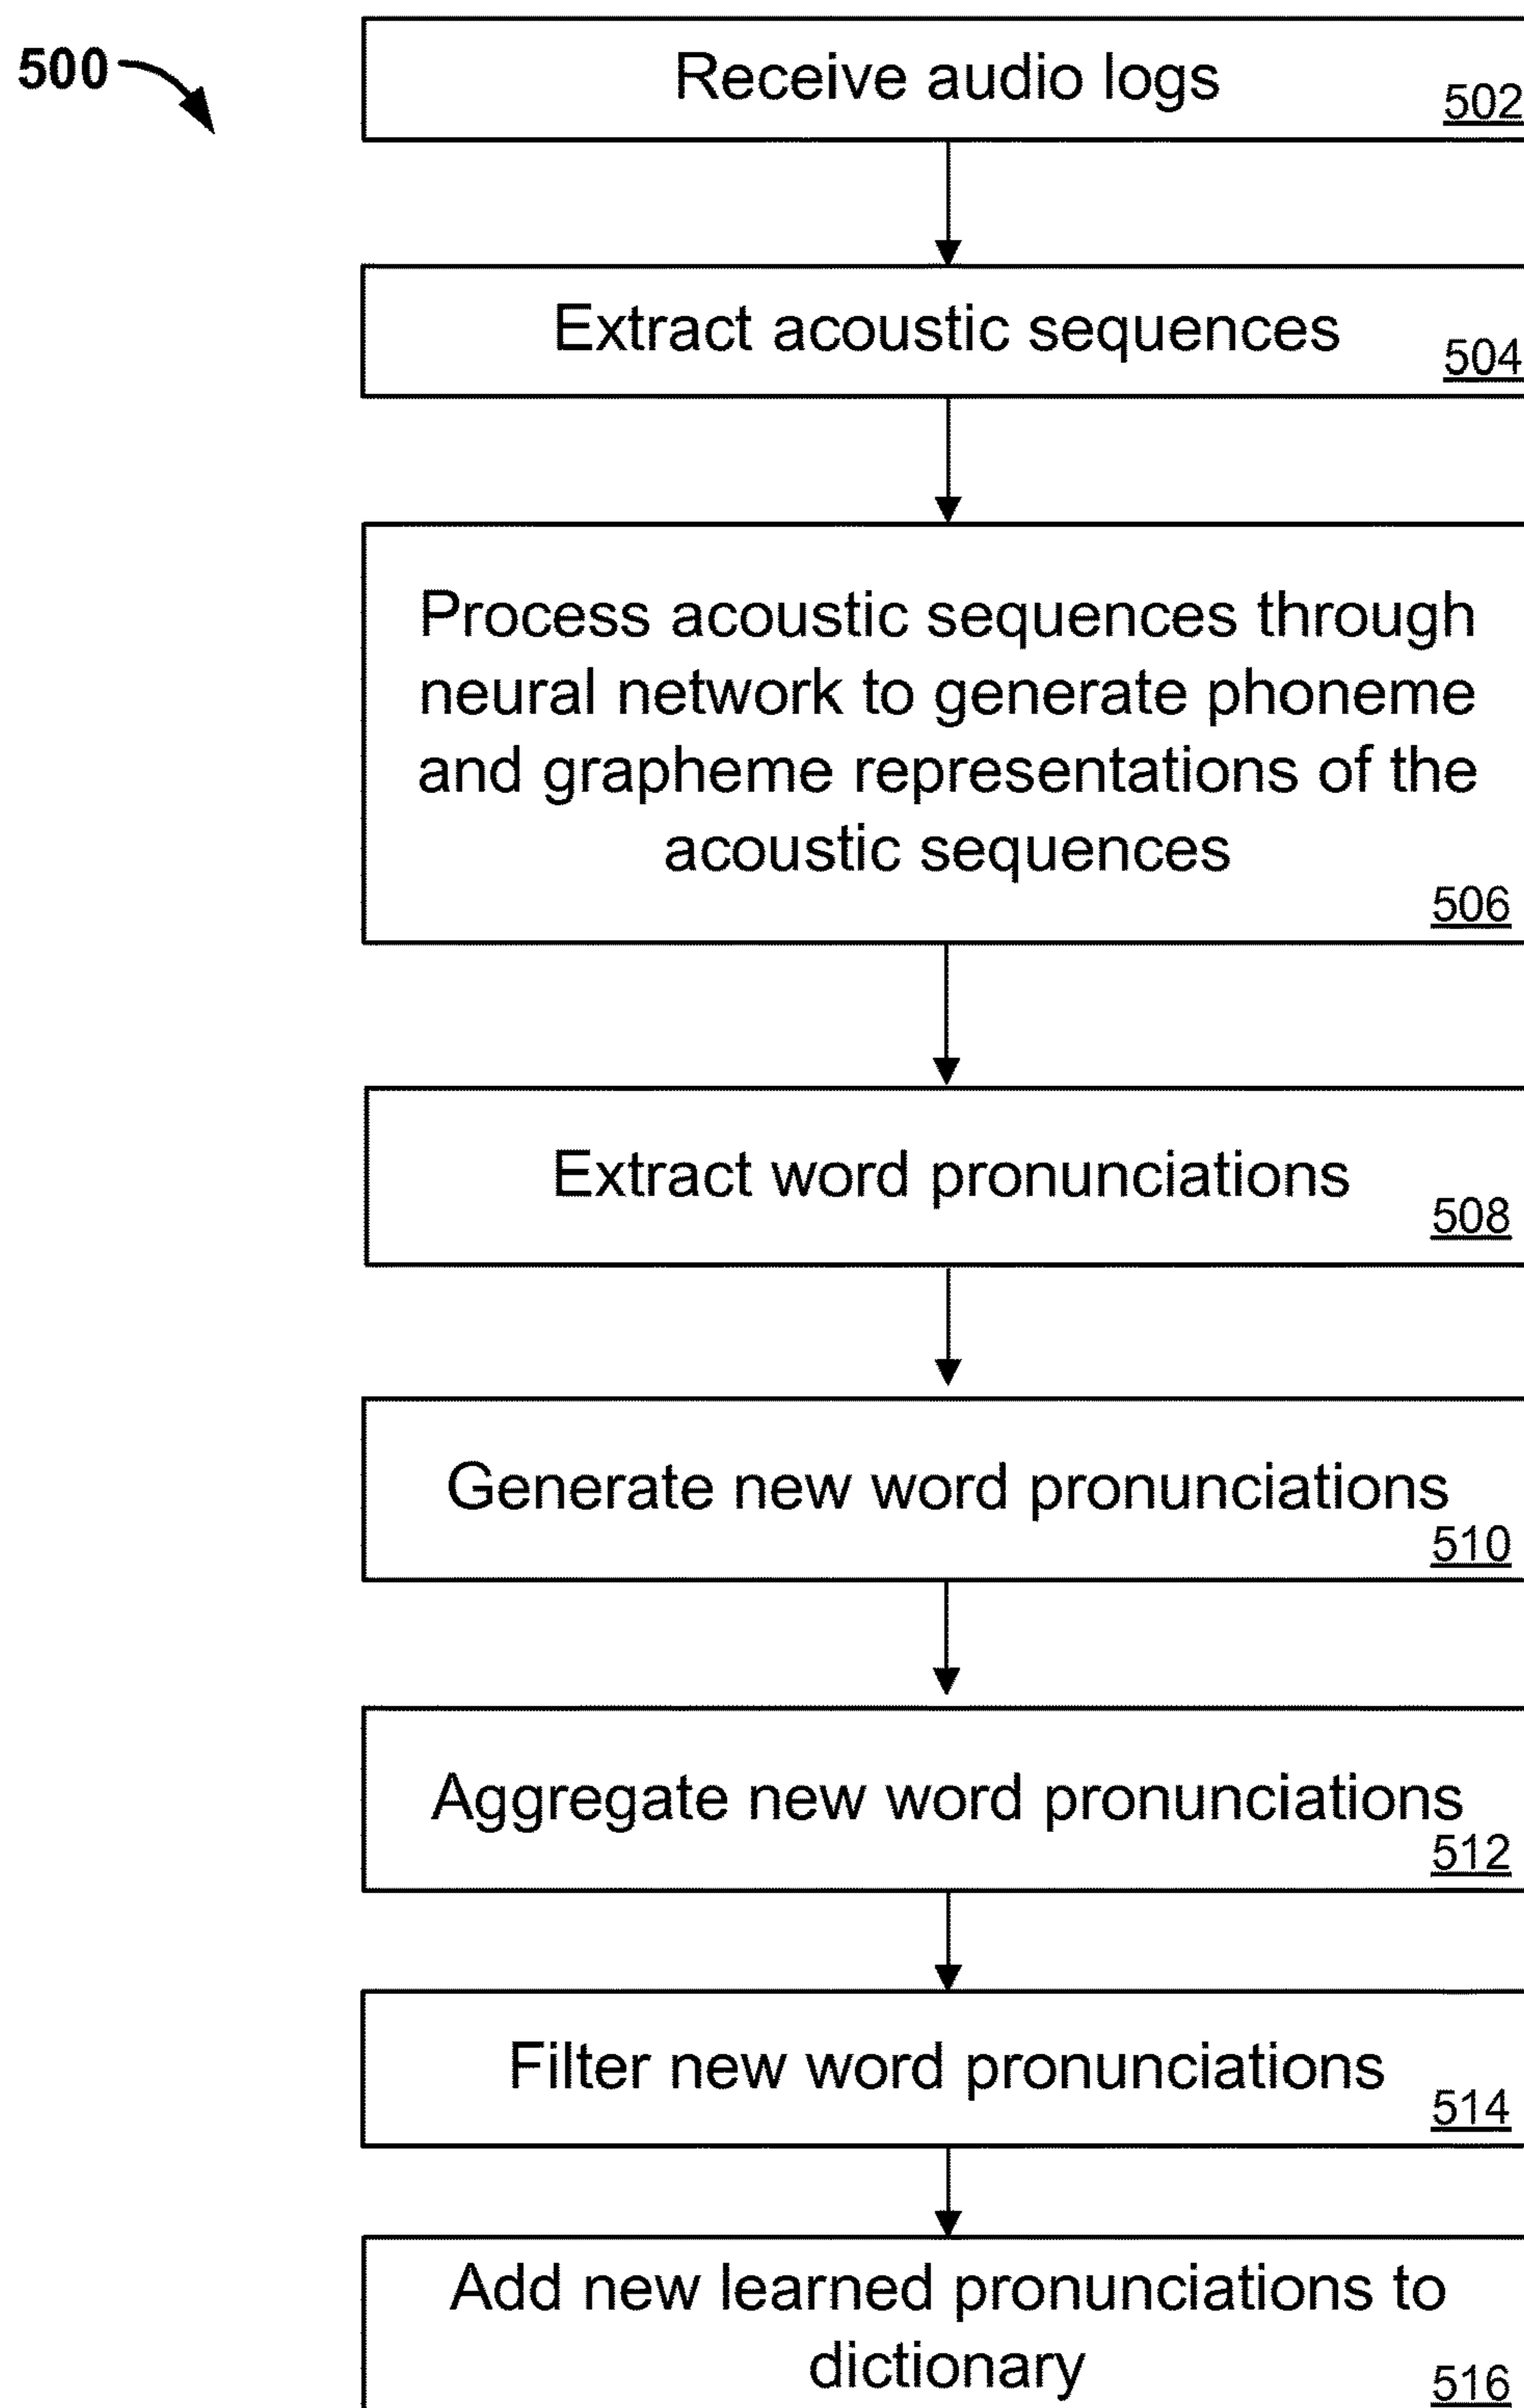 500
Receive audio logs
502
Extract acoustic sequences
504
Process acoustic sequences through
neural network to generate phoneme
and grapheme representations of the
acoustic sequences
506
Extract word pronunciations
508
Generate new word pronunciations
510
Aggregate new word pronunciations
512
Filter new word pronunciations
514
Add new learned pronunciations to
dictionary
516